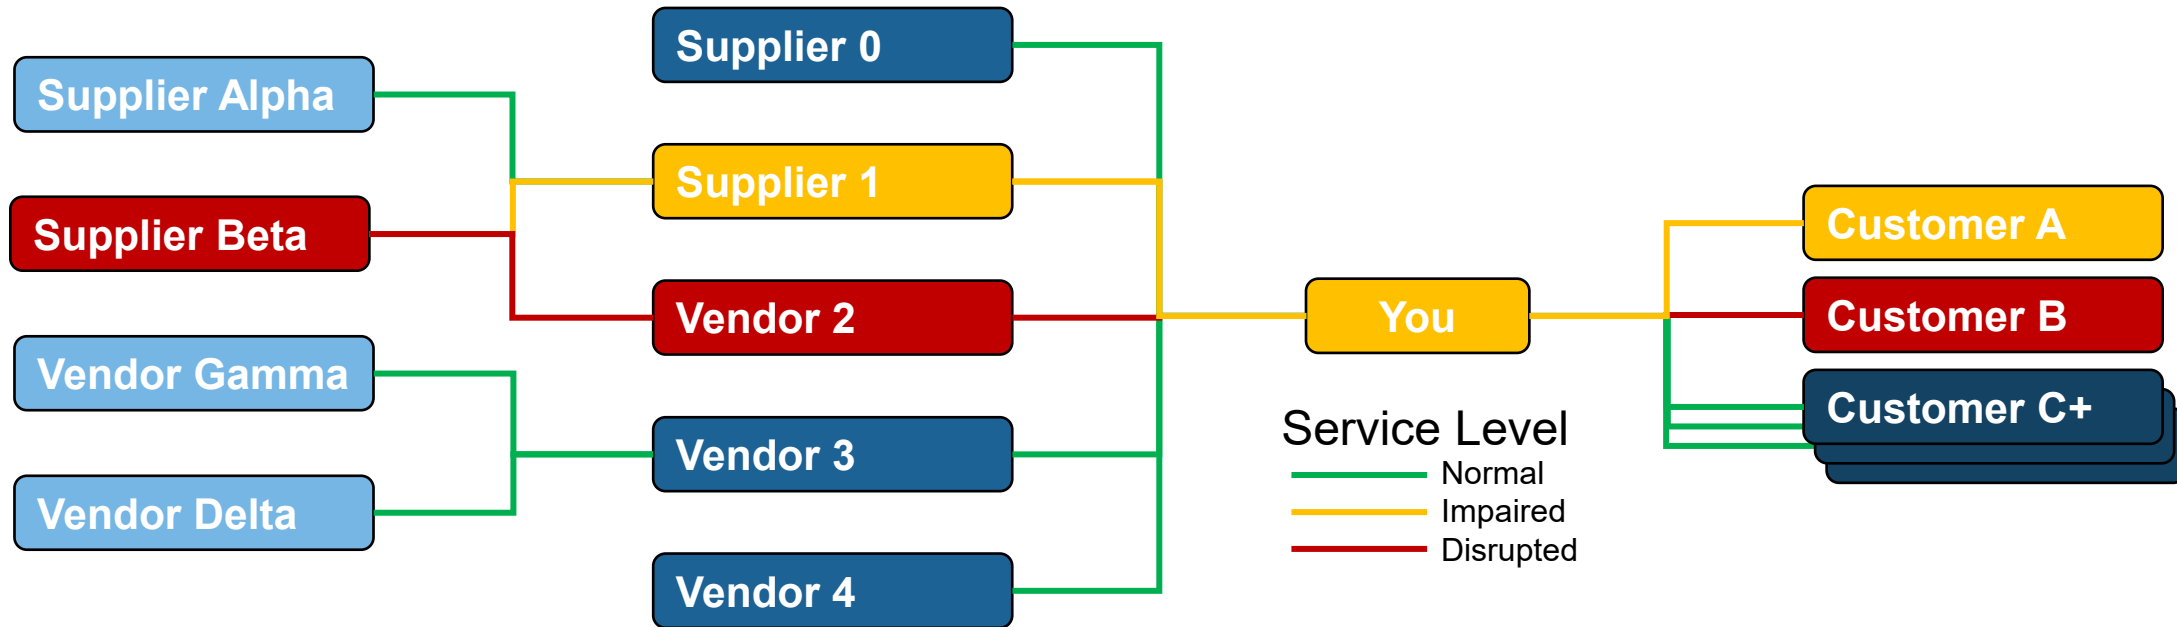 Supplier Alpha
Supplier Beta
Vendor Gamma
Vendor Delta
Supplier 0
Supplier 1
Vendor 2
Vendor 3
Vendor 4
You
Service Level
Normal
Impaired
Disrupted
Customer A
Customer B
Customer C+